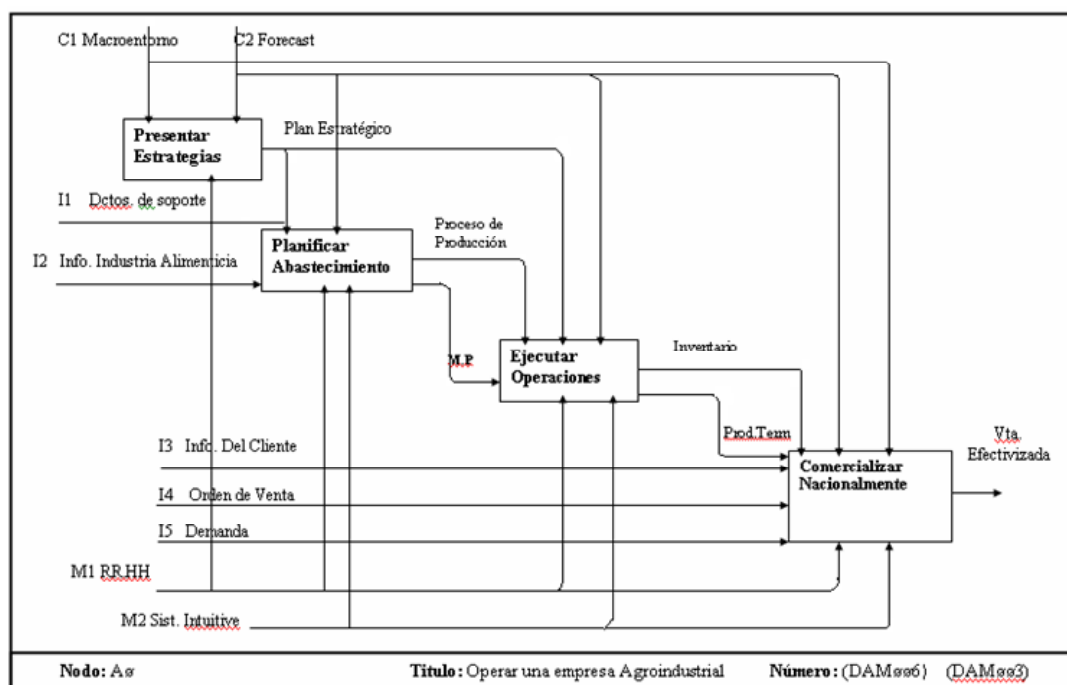 C1 Macroentorno C2 Forecast
Presentar
Estrategias
Plan Estratégico
I1 Dctos. de soporte
Proceso de
Producción
Planificar
Abastecimiento
I2 Info. Industria Alimenticia
Inventario
Ejecutar
Operaciones
M.P
I3 Info. Del Cliente
Prod.Term
Vta.
Efectivizada
Comercializar
Nacionalmente
I4 Orden de Venta
I5 Demanda
M1 RR.HH
M2 Sist. Intuitive
Nodo: Aø Titulo: Operar una empresa Agroindustrial Número: (DAMøø6) (DAMøø3)